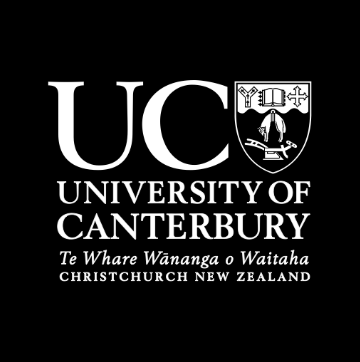 UC
UNIVERSITY OF
CANTERBURY
Te Whare Wānanga o Waitaha
CHRISTCHURCH NEW ZEALAND